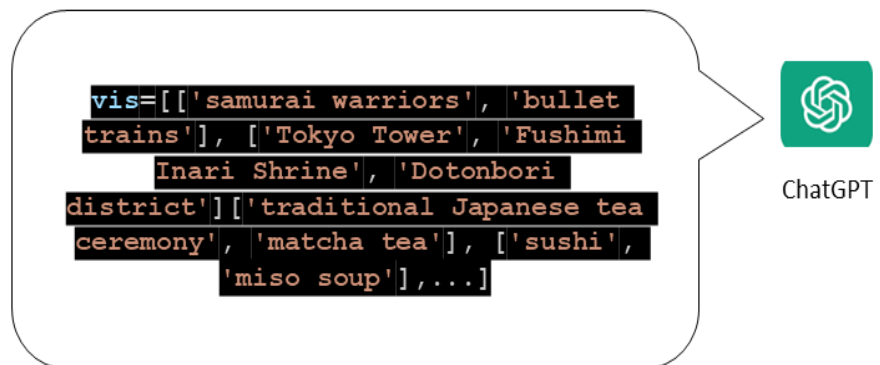 vis=[['samurai warriors', 'bullet
trains'], ['Tokyo Tower', 'Fushimi
Inari Shrine', 'Dotonbori
district']['traditional Japanese tea
ceremony', 'matcha tea'], ['sushi',
'miso soup'],...]
ChatGPT